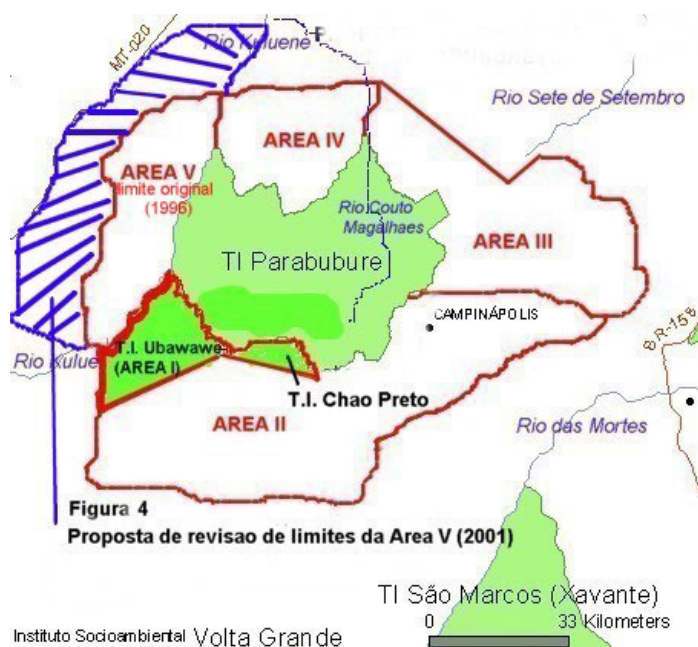 MT-020
Rio Kuluene
P.
Rio Sete de Setembro
AREA IV
AREA V
limite original
(1996)
Rio Couto
Magalhaes
AREA III
TI Parabubure
CAMPINÁPOLIS
BR-158
Rio Kulue
T.I. Ubawawe
(AREA I)
T.I. Chao Preto
AREA II
Rio das Mortes
Figura 4
Proposta de revisao de limites da Area V (2001)
TI São Marcos (Xavante)
0 33 Kilometers
Instituto Socioambiental Volta Grande